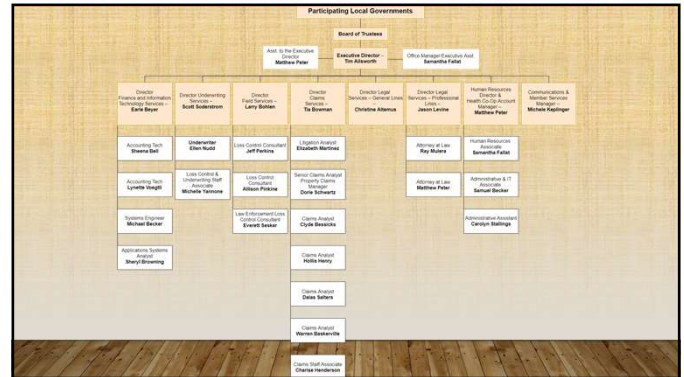 Participating Local Governments
Board of Trustees
Asst. to the Executive
Director
Matthew Peter
Executive Director -
Tim Ailsworth
Office Manager/Executive Asst.
Samantha Fallat
Director
Finance and Information
Technology Services –
Earle Bayer
Director Underwriting
Services –
Scott Soderstrom
Director
Field Services –
Larry Bohlen
Director
Claims
Services –
Tia Bowman
Director Legal
Services – General Lines
–
Christine Altemus
Director Legal
Services – Professional
Lines –
Jason Levine
Human Resources
Director &
Health Co-Op Account
Manager –
Matthew Peter
Communications &
Member Services
Manager –
Michele Keplinger
Accounting Tech
Sheena Bell
Accounting Tech
Lynette Voegtli
Systems Engineer
Michael Becker
Applications Systems
Analyst
Sheryl Browning
Underwriter
Ellen Nudd
Loss Control &
Underwriting Staff
Associate
Michelle Yannone
Loss Control Consultant
Jeff Perkins
Loss Control
Consultant
Allison Pinkins
Law Enforcement Loss
Control Consultant
Everett Sesker
Litigation Analyst
Elizabeth Martinez
Senior Claims Analyst
Property Claims
Manager
Dorie Schwartz
Claims Analyst
Clyde Bessicks
Claims Analyst
Hollis Henry
Claims Analyst
Delas Salters
Claims Analyst
Warren Baskerville
Claims Staff Associate
Charise Henderson
Attorney at Law
Ray Mulera
Attorney at Law
Matthew Peter
Human Resources
Associate
Samantha Fallat
Administrative & IT
Associate
Samuel Becker
Administrative Assistant
Carolyn Stallings